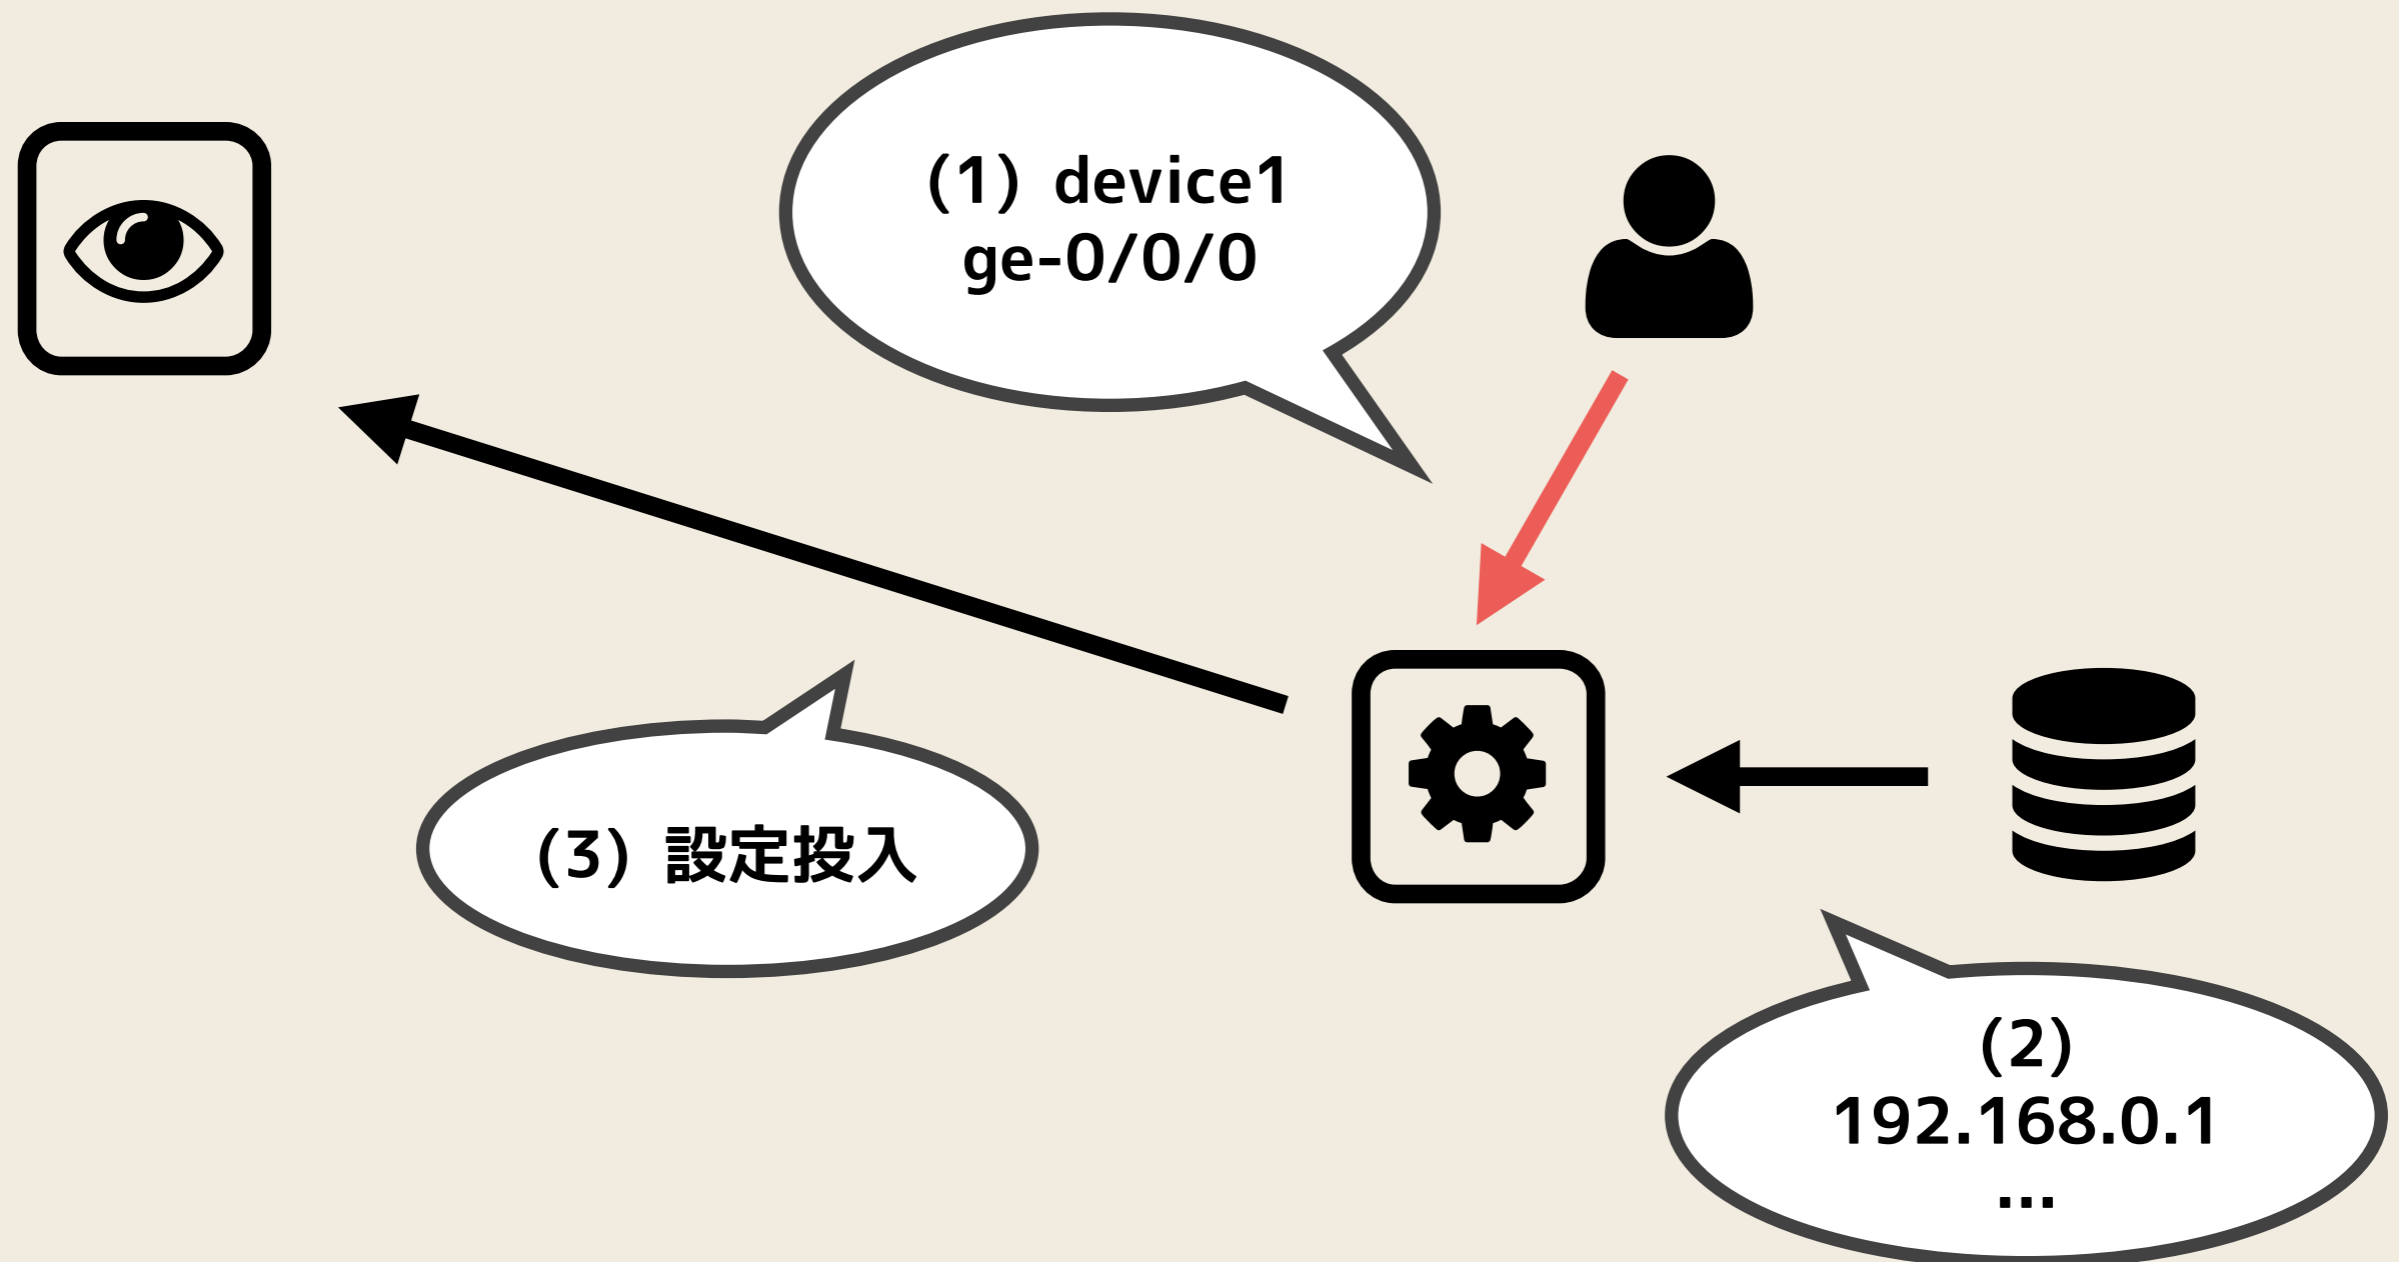 (1) device1
ge-0/0/0
(3) 設定投入
(2)
192.168.0.1
...